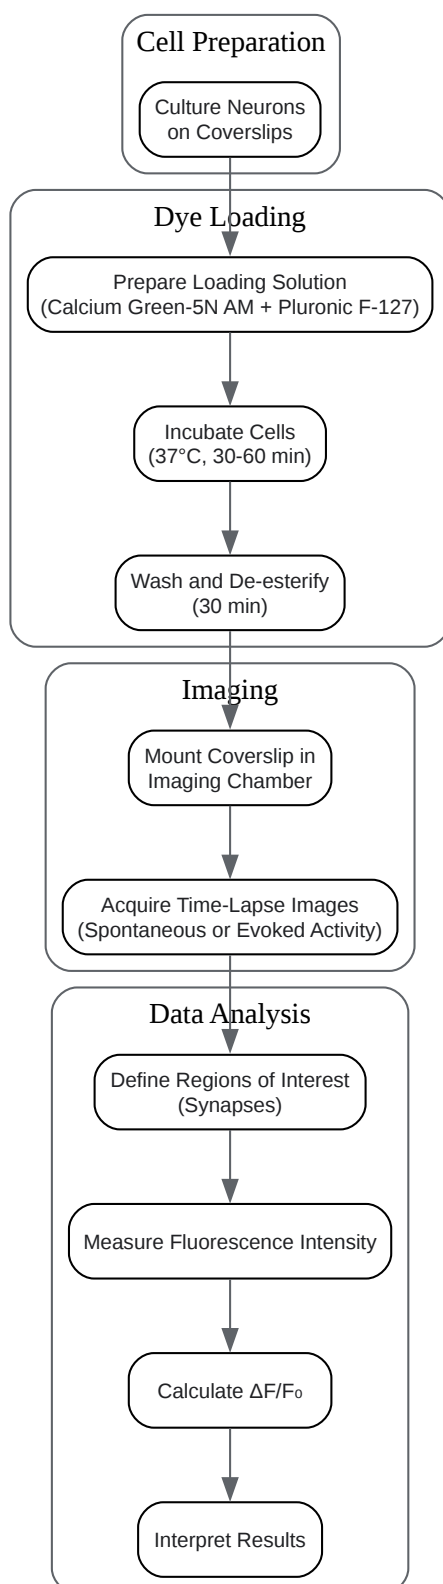 Cell Preparation
Culture Neurons
on Coverslips
Dye Loading
Prepare Loading Solution
(Calcium Green-5N AM + Pluronic F-127)
Incubate Cells
(37°C, 30-60 min)
Wash and De-esterify
(30 min)
Imaging
Mount Coverslip in
Imaging Chamber
Acquire Time-Lapse Images
(Spontaneous or Evoked Activity)
Data Analysis
Define Regions of Interest
(Synapses)
Measure Fluorescence Intensity
Calculate ΔF/F₀
Interpret Results